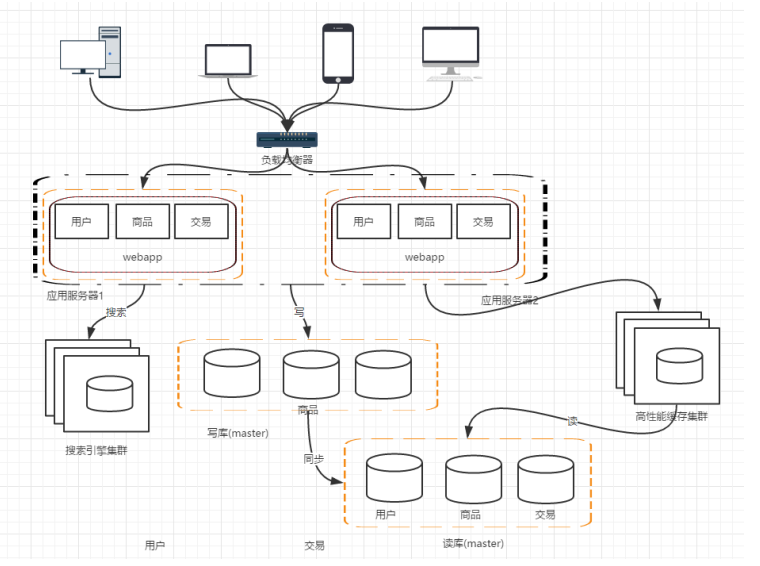 负载均衡器
用户
商品
交易
webapp
用户
商品
交易
webapp
应用服务器1
应用服务器2
搜索
写
商品
高性能缓存集群
读
写库(master)
搜索引擎集群
同步
用户
商品
交易
读库(master)
用户
交易